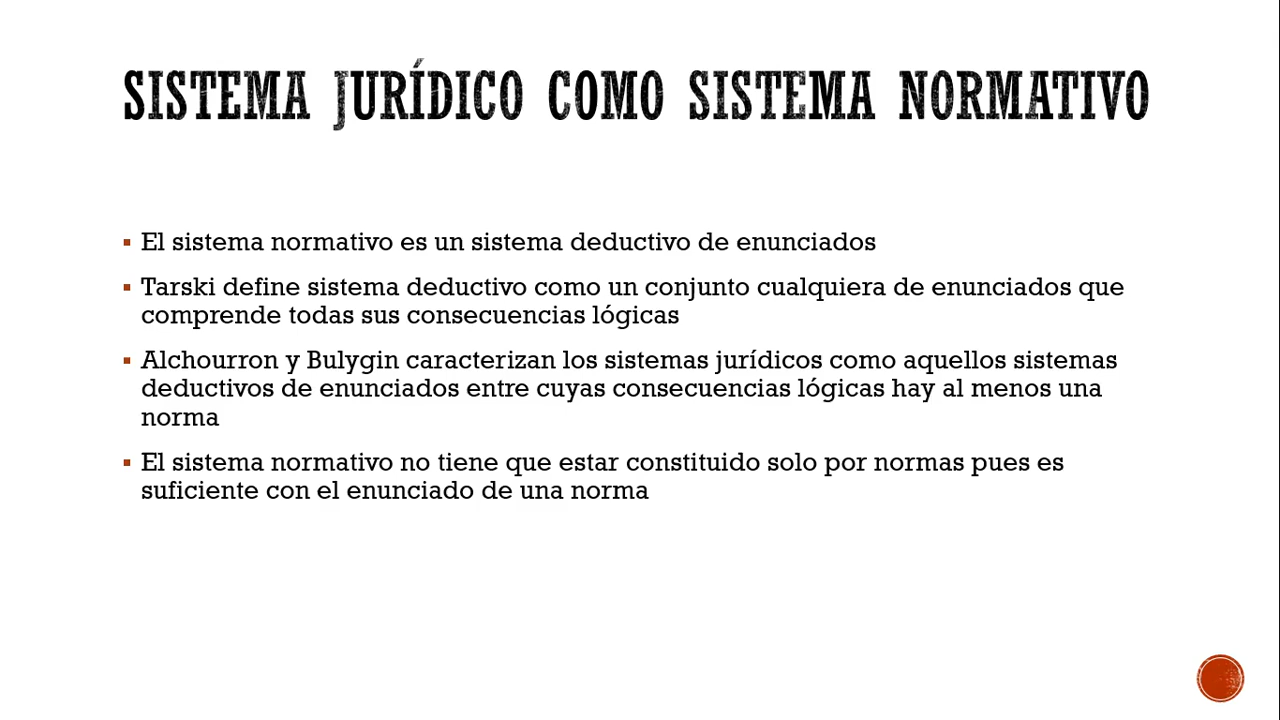 SISTEMA JURÍDICO COMO SISTEMA NORMATIVO
▪ El sistema normativo es un sistema deductivo de enunciados
▪ Tarski define sistema deductivo como un conjunto cualquiera de enunciados que
comprende todas sus consecuencias lógicas
▪ Alchourron y Bulygin caracterizan los sistemas jurídicos como aquellos sistemas
deductivos de enunciados entre cuyas consecuencias lógicas hay al menos una
norma
▪ El sistema normativo no tiene que estar constituido solo por normas pues es
suficiente con el enunciado de una norma